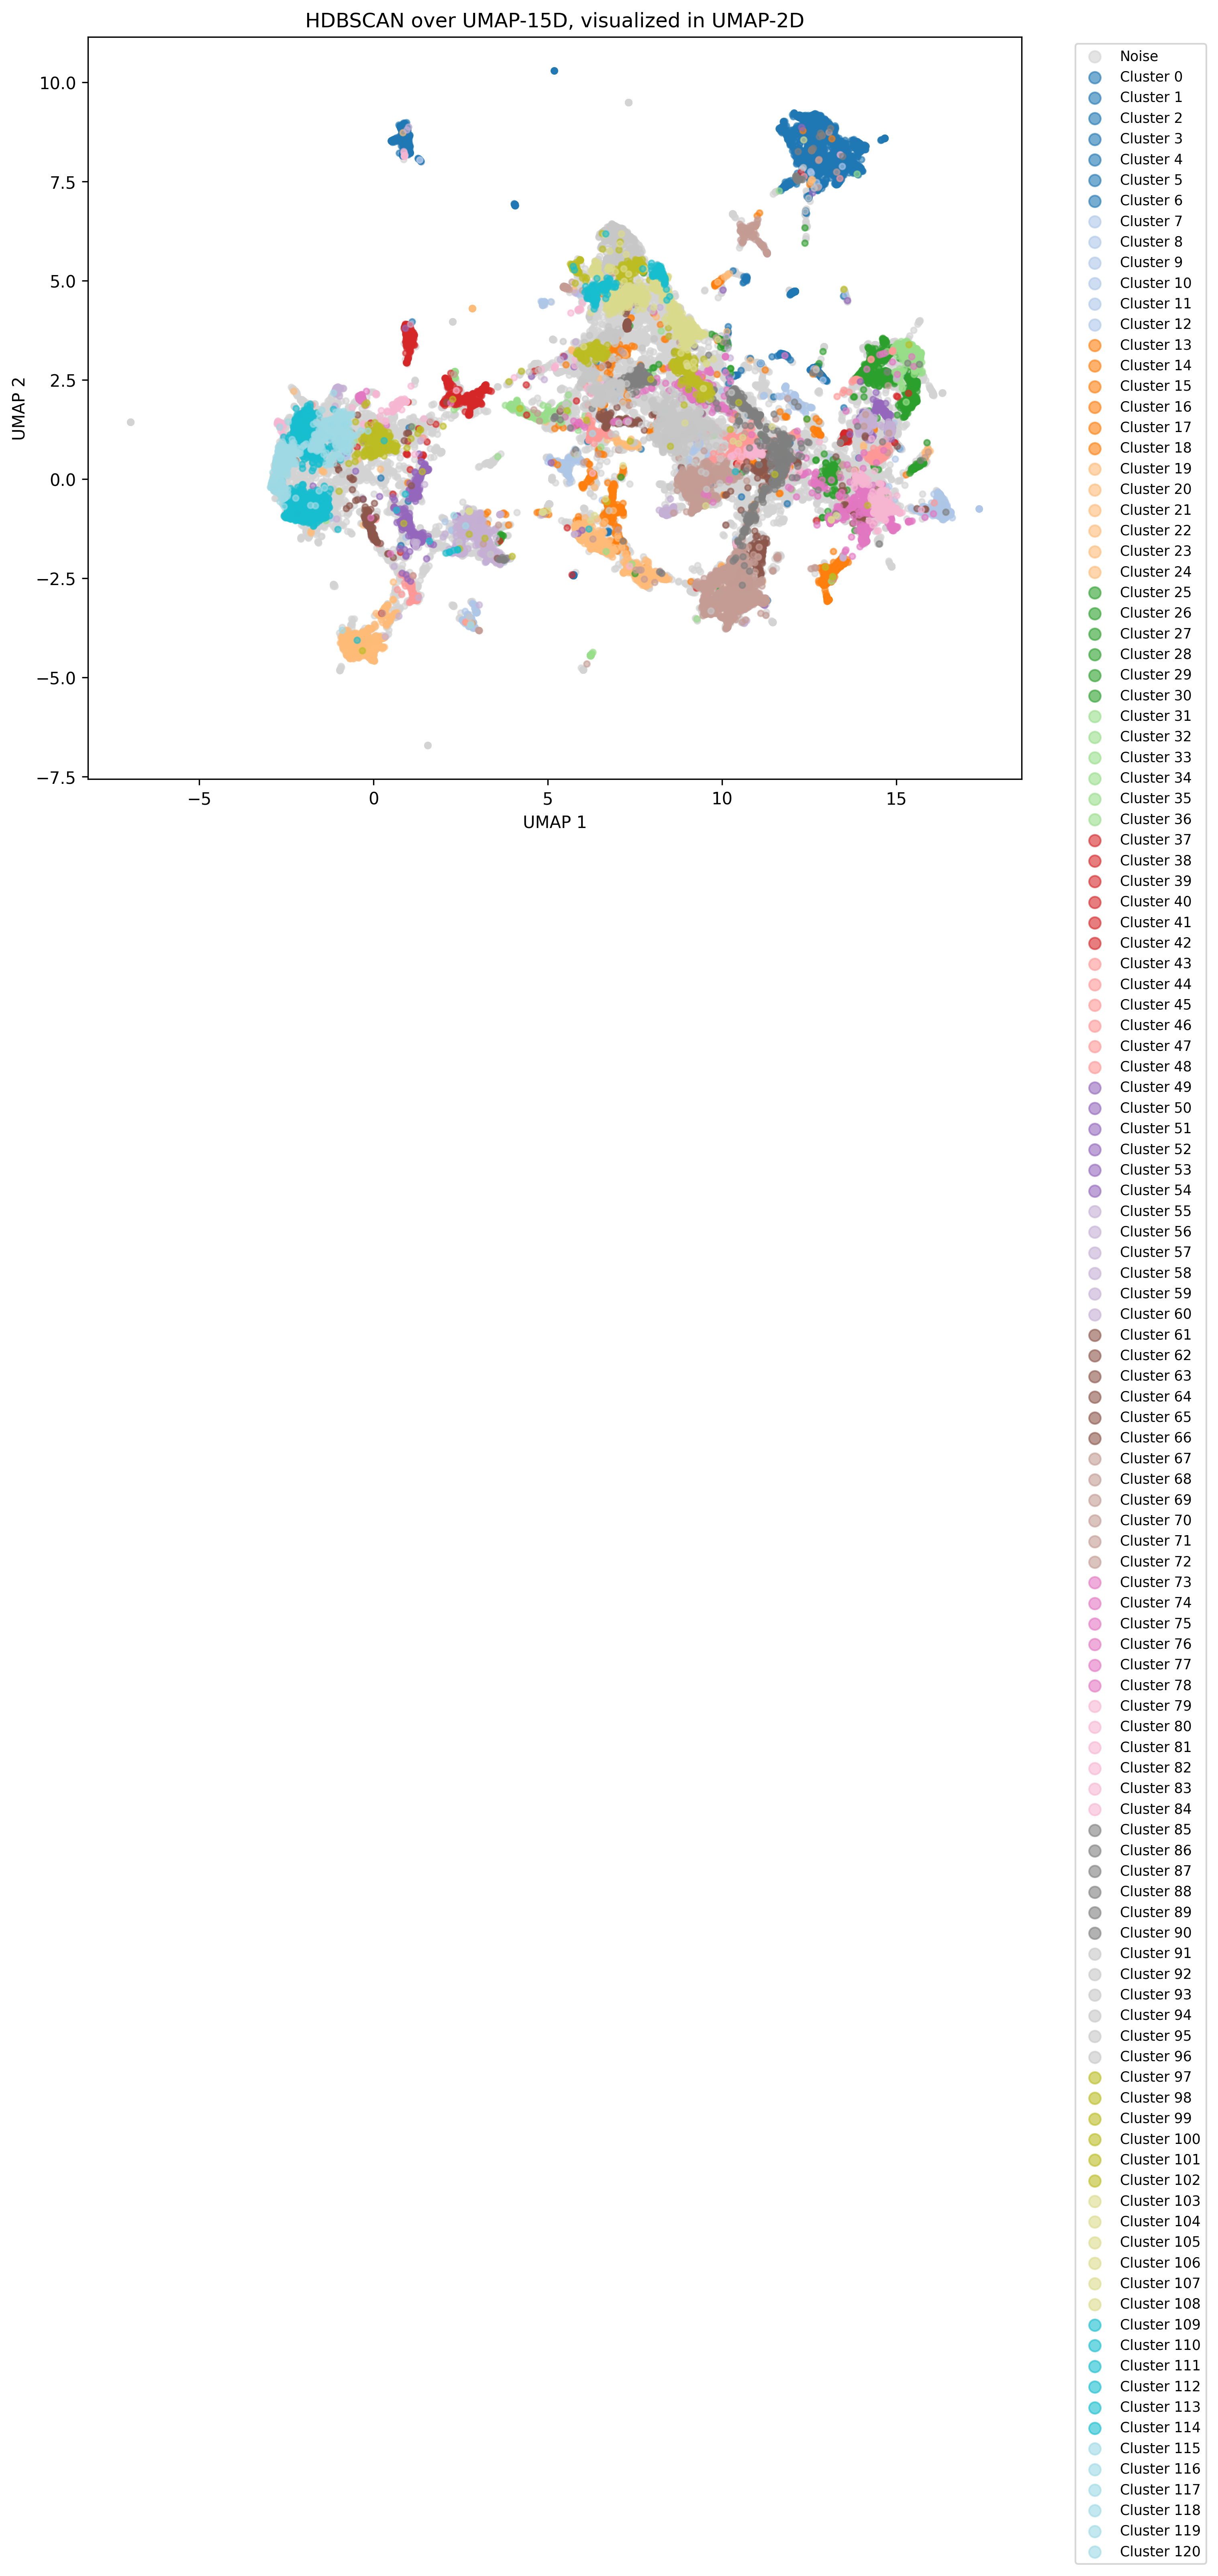 HDBSCAN over UMAP-15D, visualized in UMAP-2D
10.0
7.5
5.0
2.5
0.0
−2.5
−5.0
−7.5
UMAP 2
−5
0
5
10
15
UMAP 1
Noise
Cluster 0
Cluster 1
Cluster 2
Cluster 3
Cluster 4
Cluster 5
Cluster 6
Cluster 7
Cluster 8
Cluster 9
Cluster 10
Cluster 11
Cluster 12
Cluster 13
Cluster 14
Cluster 15
Cluster 16
Cluster 17
Cluster 18
Cluster 19
Cluster 20
Cluster 21
Cluster 22
Cluster 23
Cluster 24
Cluster 25
Cluster 26
Cluster 27
Cluster 28
Cluster 29
Cluster 30
Cluster 31
Cluster 32
Cluster 33
Cluster 34
Cluster 35
Cluster 36
Cluster 37
Cluster 38
Cluster 39
Cluster 40
Cluster 41
Cluster 42
Cluster 43
Cluster 44
Cluster 45
Cluster 46
Cluster 47
Cluster 48
Cluster 49
Cluster 50
Cluster 51
Cluster 52
Cluster 53
Cluster 54
Cluster 55
Cluster 56
Cluster 57
Cluster 58
Cluster 59
Cluster 60
Cluster 61
Cluster 62
Cluster 63
Cluster 64
Cluster 65
Cluster 66
Cluster 67
Cluster 68
Cluster 69
Cluster 70
Cluster 71
Cluster 72
Cluster 73
Cluster 74
Cluster 75
Cluster 76
Cluster 77
Cluster 78
Cluster 79
Cluster 80
Cluster 81
Cluster 82
Cluster 83
Cluster 84
Cluster 85
Cluster 86
Cluster 87
Cluster 88
Cluster 89
Cluster 90
Cluster 91
Cluster 92
Cluster 93
Cluster 94
Cluster 95
Cluster 96
Cluster 97
Cluster 98
Cluster 99
Cluster 100
Cluster 101
Cluster 102
Cluster 103
Cluster 104
Cluster 105
Cluster 106
Cluster 107
Cluster 108
Cluster 109
Cluster 110
Cluster 111
Cluster 112
Cluster 113
Cluster 114
Cluster 115
Cluster 116
Cluster 117
Cluster 118
Cluster 119
Cluster 120